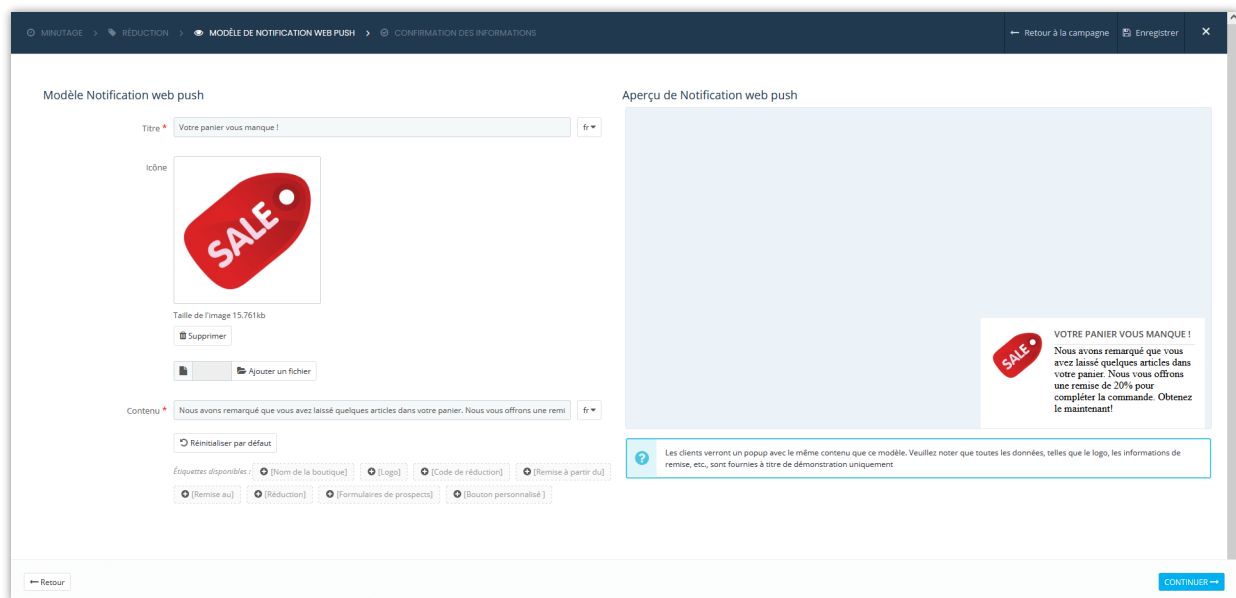 MINUTAGE > RÉDUCTION > MODÈLE DE NOTIFICATION WEB PUSH > CONFIRMATION DES INFORMATIONS
← Retour à la campagne Enregistrer ×
Modèle Notification web push
Titre * Votre panier vous manque ! fr
Icône
SALE
Taille de l'image 15.761kb
Supprimer
Ajouter un fichier
Contenu * Nous avons remarqué que vous avez laissé quelques articles dans votre panier. Nous vous offrons une remi fr
Réinitialiser par défaut
Étiquettes disponibles : [Nom de la boutique] [Logo] [Code de réduction] [Remise à partir du]
[Remise au] [Réduction] [Formulaires de prospects] [Bouton personnalisé ]
Aperçu de Notification web push
SALE
VOTRE PANIER VOUS MANQUE !
Nous avons remarqué que vous
avez laissé quelques articles dans
votre panier. Nous vous offrons
une remise de 20% pour
compléter la commande. Obtenez
le maintenant!
?
Les clients verront un popup avec le même contenu que ce modèle. Veuillez noter que toutes les données, telles que le logo, les informations de
remise, etc., sont fournies à titre de démonstration uniquement
← Retour
CONTINUER →